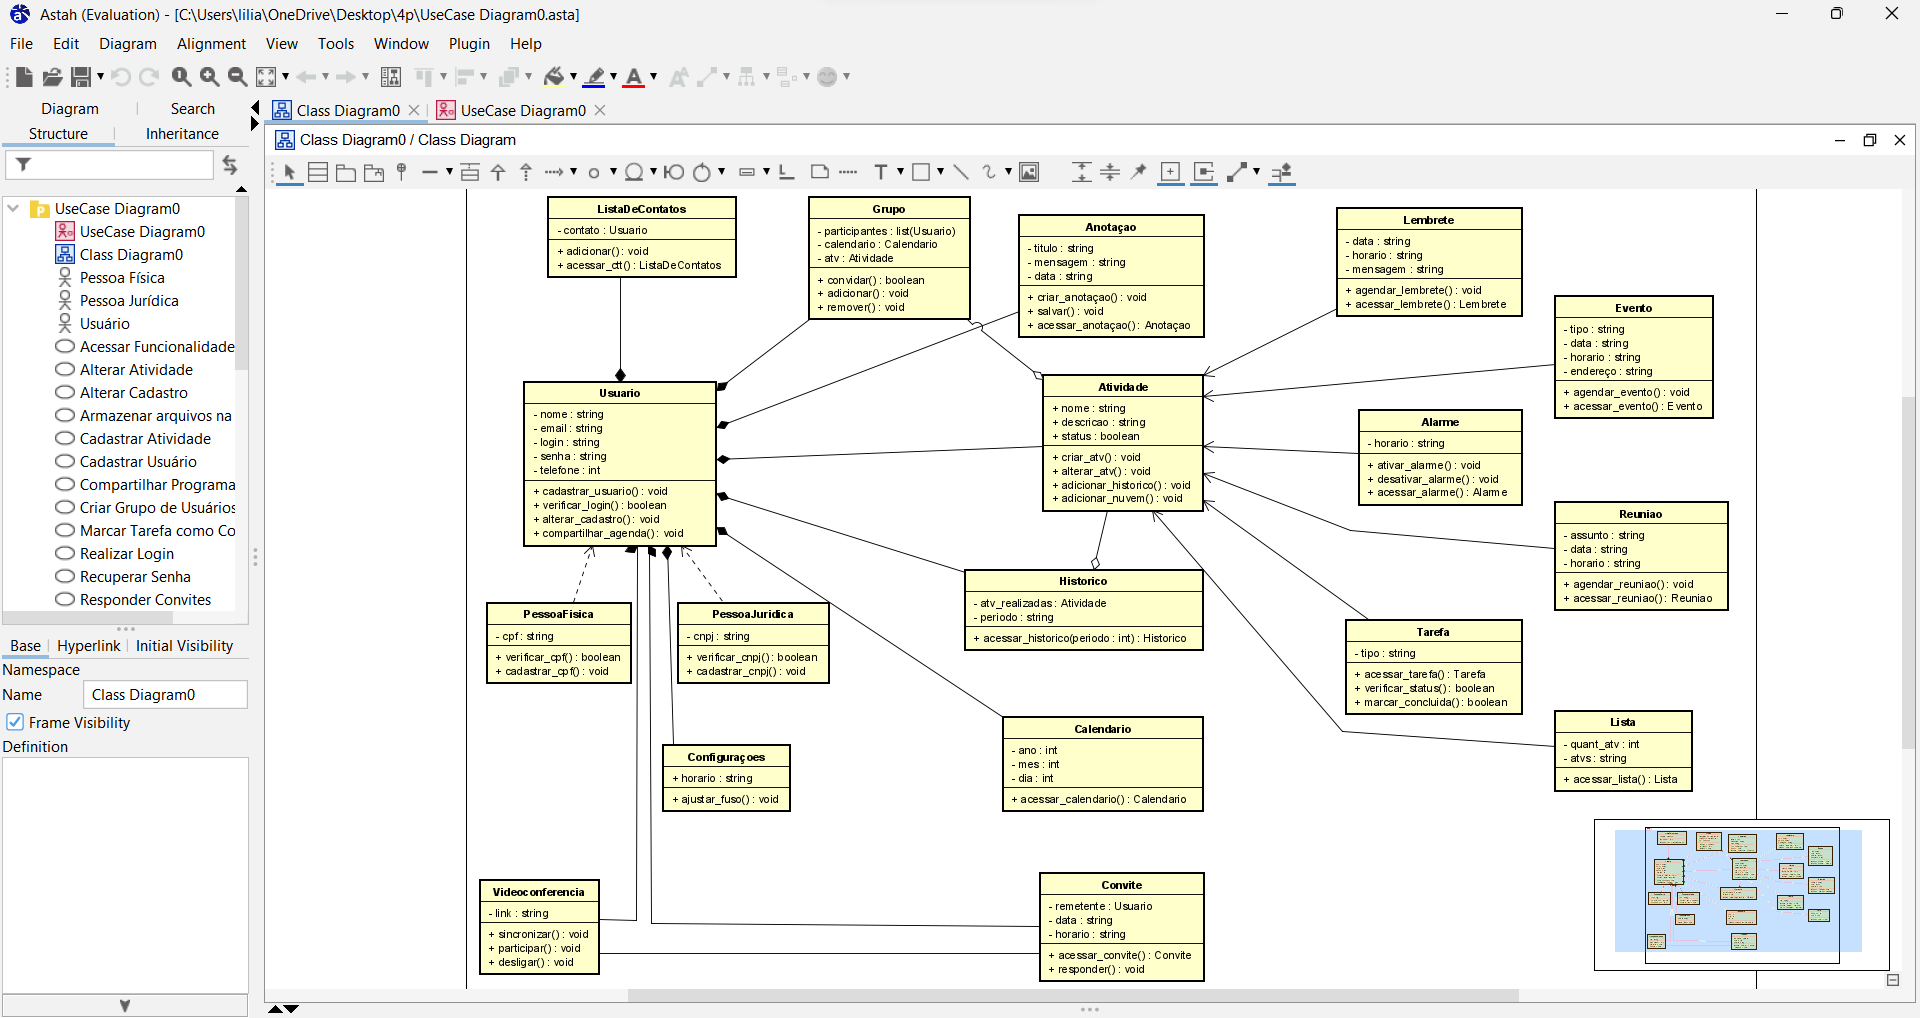 Astah (Evaluation) - [C:\Users\lilia\OneDrive\Desktop\4p\UseCase Diagram0.asta]
File Edit Diagram Alignment View Tools Window Plugin Help
Diagram Search
Structure Inheritance
UseCase Diagram0
UseCase Diagram0
Class Diagram0
Pessoa Física
Pessoa Jurídica
Usuário
Acessar Funcionalidade
Alterar Atividade
Alterar Cadastro
Armazenar arquivos na
Cadastrar Atividade
Cadastrar Usuário
Compartilhar Programa
Criar Grupo de Usuários
Marcar Tarefa como Co
Realizar Login
Recuperar Senha
Responder Convites
Base Hyperlink Initial Visibility
Namespace
Name Class Diagram0
Frame Visibility
Definition
Class Diagram0 UseCase Diagram0
Class Diagram0 / Class Diagram
ListaDeContatos
- contato : Usuario
+ adicionar() : void
+ acessar_ctt() : ListaDeContatos
Grupo
- participantes : list(Usuario)
- calendario : Calendario
- atv : Atividade
+ convidar() : boolean
+ adicionar() : void
+ remover() : void
Anotaçao
- titulo : string
- mensagem : string
- data : string
+ criar_anotaçao() : void
+ salvar() : void
+ acessar_anotaçao() : Anotaçao
Lembrete
- data : string
- horario : string
- mensagem : string
+ agendar_lembrete() : void
+ acessar_lembrete() : Lembrete
Evento
- tipo : string
- data : string
- horario : string
- endereço : string
+ agendar_evento() : void
+ acessar_evento() : Evento
Usuario
- nome : string
- email : string
- login : string
- senha : string
- telefone : int
+ cadastrar_usuario() : void
+ verificar_login() : boolean
+ alterar_cadastro() : void
+ compartilhar_agenda() : void
Atividade
+ nome : string
+ descricao : string
+ status : boolean
+ criar_atv() : void
+ alterar_atv() : void
+ adicionar_historico() : void
+ adicionar_nuvem() : void
Alarme
- horario : string
+ ativar_alarme() : void
+ desativar_alarme() : void
+ acessar_alarme() : Alarme
Reuniao
- assunto : string
- data : string
- horario : string
+ agendar_reuniao() : void
+ acessar_reuniao() : Reuniao
Historico
- atv_realizadas : Atividade
- periodo : string
+ acessar_historico(periodo : int) : Historico
PessoaFisica
- cpf : string
+ verificar_cpf() : boolean
+ cadastrar_cpf() : void
PessoaJuridica
- cnpj : string
+ verificar_cnpj() : boolean
+ cadastrar_cnpj() : void
Tarefa
- tipo : string
+ acessar_tarefa() : Tarefa
+ verificar_status() : boolean
+ marcar_concluida() : boolean
Lista
- quant_atv : int
- atvs : string
+ acessar_lista() : Lista
Calendario
- ano : int
- mes : int
- dia : int
+ acessar_calendario() : Calendario
Configuraçoes
+ horario : string
+ ajustar_fuso() : void
Videoconferencia
- link : string
+ sincronizar() : void
+ participar() : void
+ desligar() : void
Convite
- remetente : Usuario
- data : string
- horario : string
+ acessar_convite() : Convite
+ responder() : void